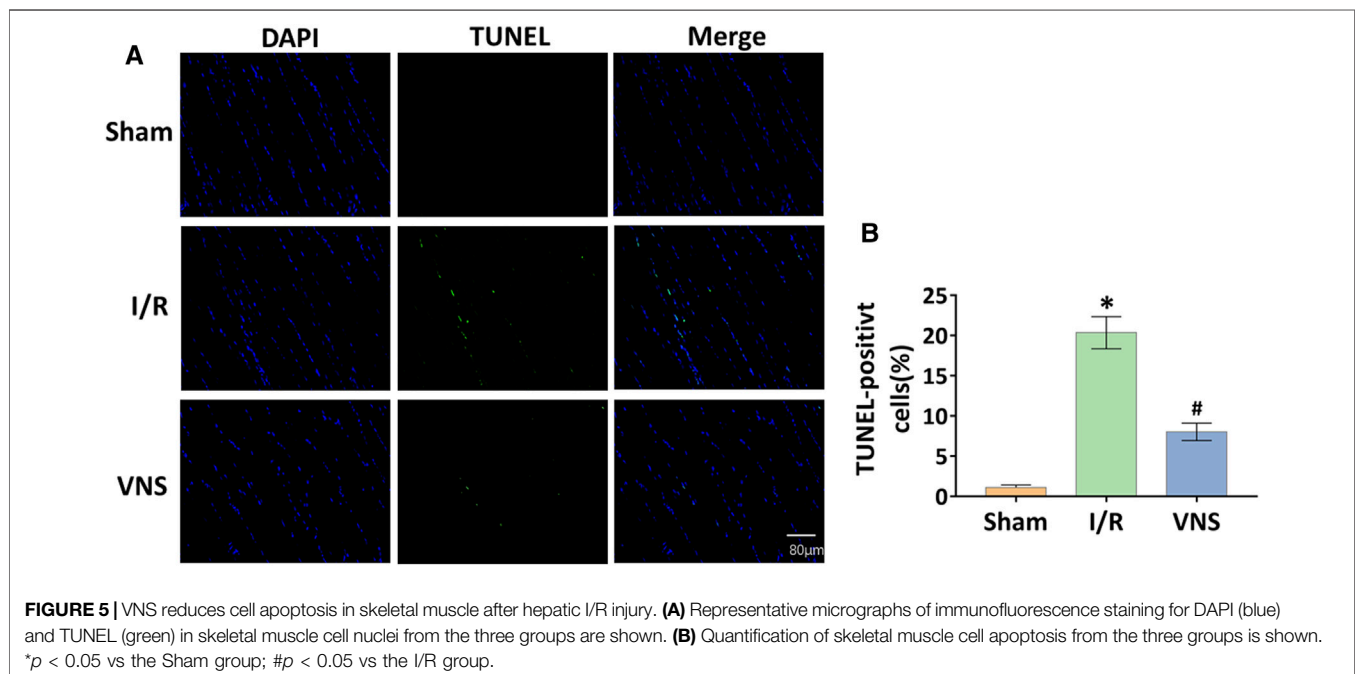 A
DAPI TUNEL Merge
Sham
I/R
VNS
80µm
B
TUNEL-positivt
cells(%)
25
20
15
10
5
0
*
#
Sham I/R VNS
FIGURE 5 | VNS reduces cell apoptosis in skeletal muscle after hepatic I/R injury. (A) Representative micrographs of immunofluorescence staining for DAPI (blue)
and TUNEL (green) in skeletal muscle cell nuclei from the three groups are shown. (B) Quantification of skeletal muscle cell apoptosis from the three groups is shown.
*p < 0.05 vs the Sham group; #p < 0.05 vs the I/R group.